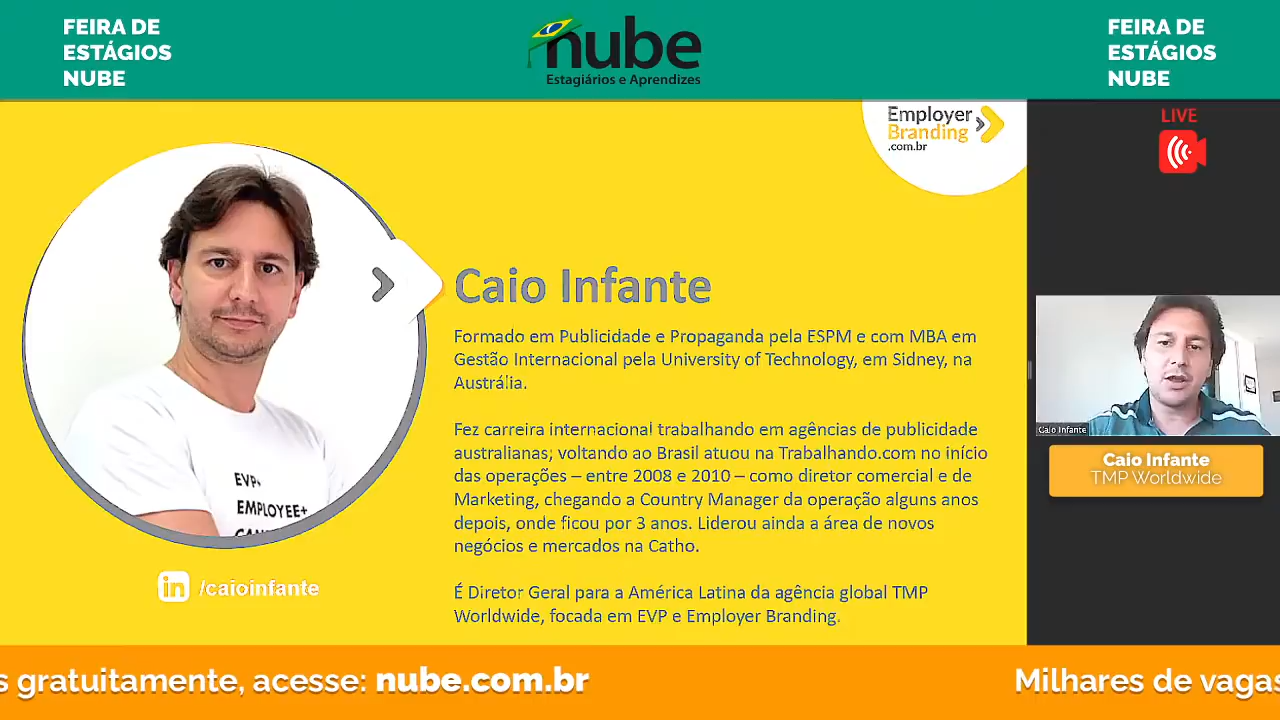 FEIRA DE
ESTÁGIOS
NUBE
nube
Estagiários e Aprendizes
FEIRA DE
ESTÁGIOS
NUBE
Employer
Branding
.com.br
LIVE
Caio Infante
Formado em Publicidade e Propaganda pela ESPM e com MBA em
Gestão Internacional pela University of Technology, em Sidney, na
Austrália.
Fez carreira internacional trabalhando em agências de publicidade
australianas; voltando ao Brasil atuou na Trabalhando.com no início
das operações – entre 2008 e 2010 – como diretor comercial e de
Marketing, chegando a Country Manager da operação alguns anos
depois, onde ficou por 3 anos. Liderou ainda a área de novos
negócios e mercados na Catho.
É Diretor Geral para a América Latina da agência global TMP
Worldwide, focada em EVP e Employer Branding.
EVP+
EMPLOYEE+
in /caioinfante
Caio Infante
Caio Infante
TMP Worldwide
s gratuitamente, acesse: nube.com.br
Milhares de vagas